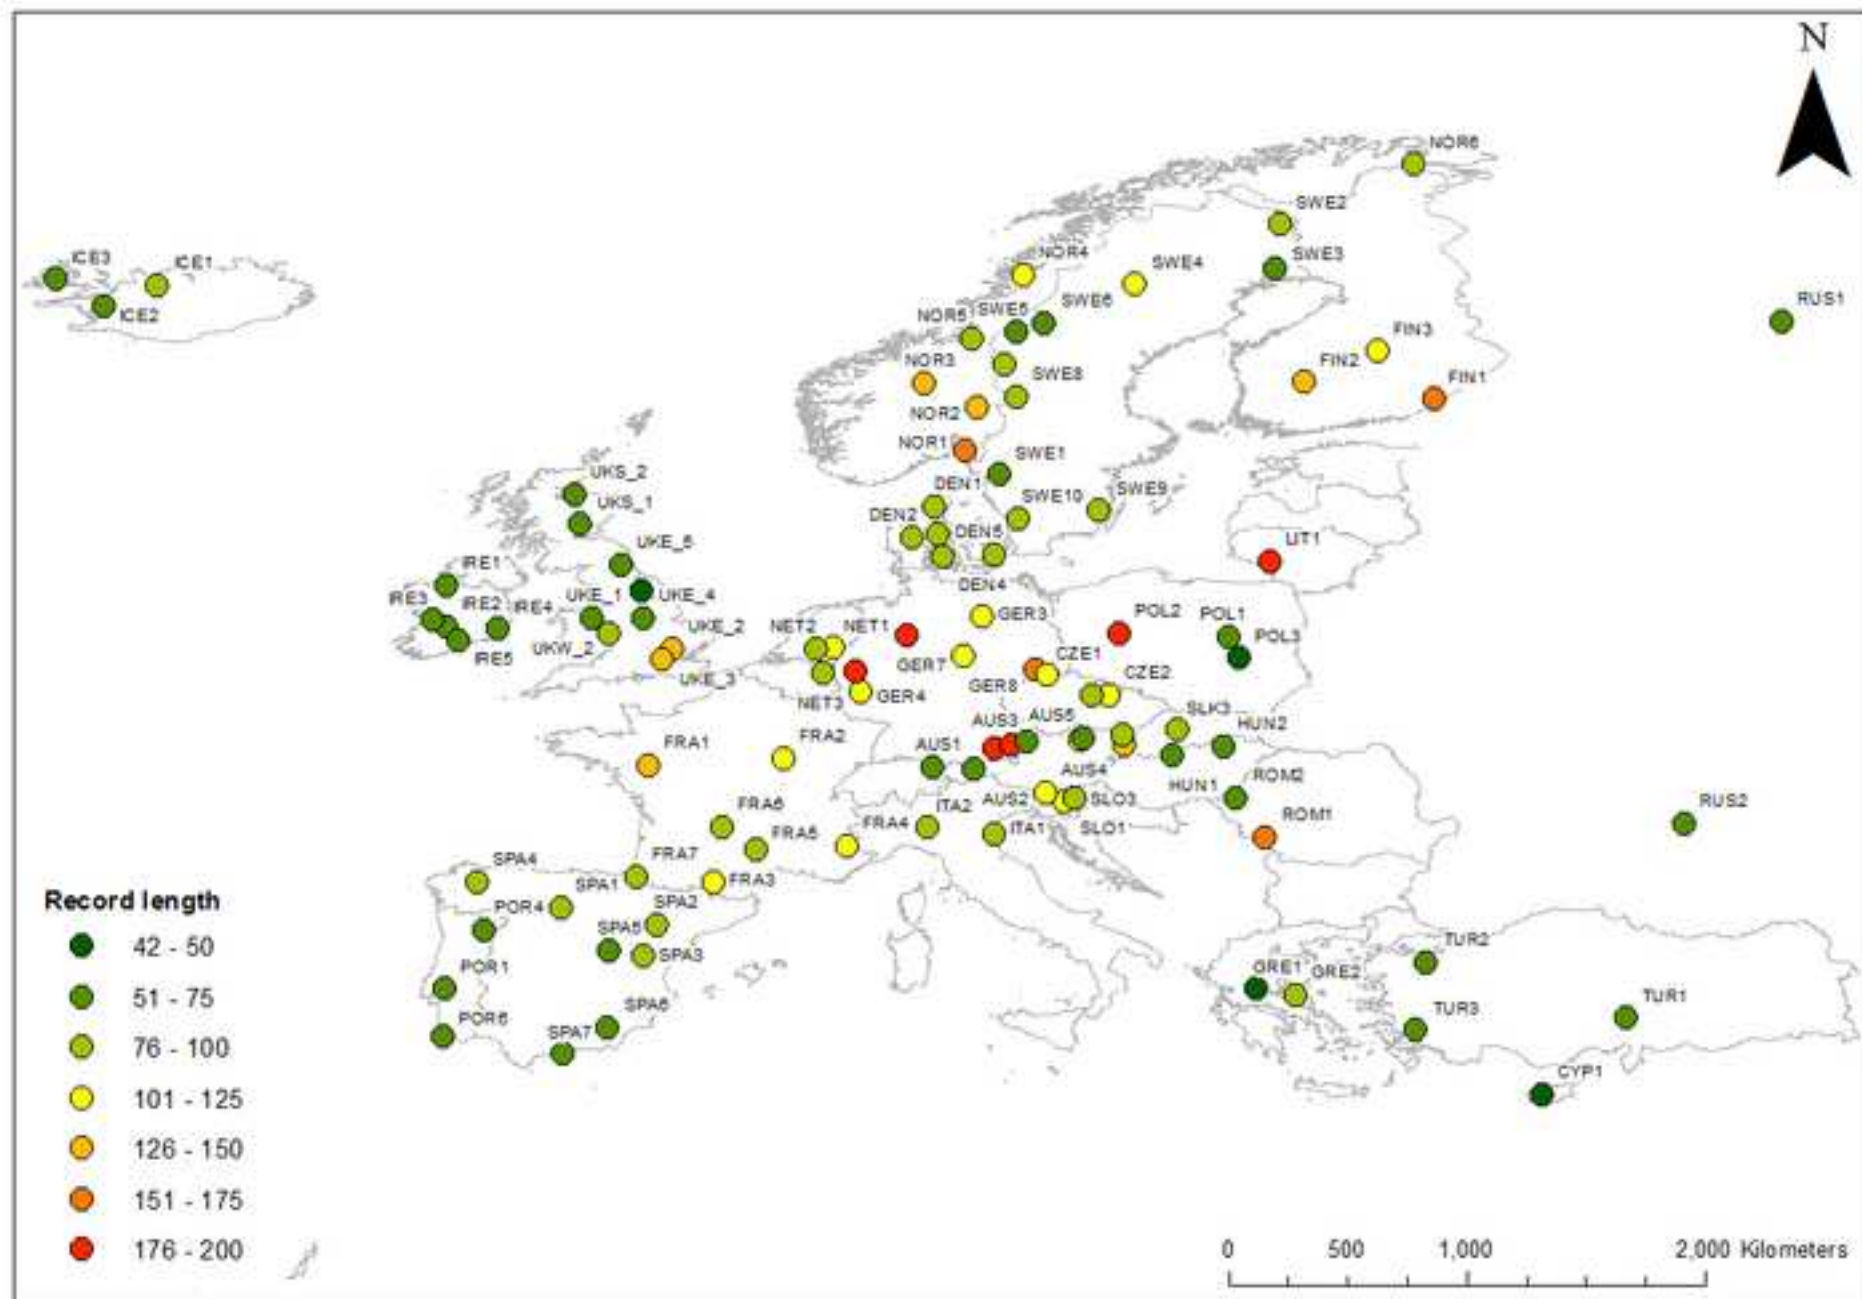 N
NOR6
SWE2
ICE3
ICE1
NOR4
SWE4
SWE3
ICE2
SWE5
SWE6
RUS1
NOR5
FIN3
NOR3
FIN2
SWE8
FIN1
NOR2
NOR1
SWE1
UKS_2
DEN1
SWE10
SWE9
UKS_1
DEN2
DEN5
UKE_5
LIT1
IRE1
DEN4
UKE_1
UKE_4
IRE3
IRE2
IRE4
GER3
POL2
POL1
UKE_2
NET2
NET1
POL3
UKW_2
IRE5
GER7
CZE1
CZE2
UKE_3
GER8
NET3
GER4
SLK3
AUS3
AUS5
HUN2
FRA1
FRA2
AUS1
AUS4
HUN1
ROM2
AUS2
SLO3
RUS2
FRA6
ITA2
ROM1
FRA5
FRA4
ITA1
SLO1
SPA4
FRA7
SPA1
FRA3
Record length
POR4
SPA2
SPA5
42 - 50
TUR2
SPA3
POR1
GRE1
GRE2
51 - 75
SPA6
TUR3
TUR1
POR6
SPA7
76 - 100
CYP1
101 - 125
126 - 150
151 - 175
176 - 200
0 500 1,000 2,000 Kilometers